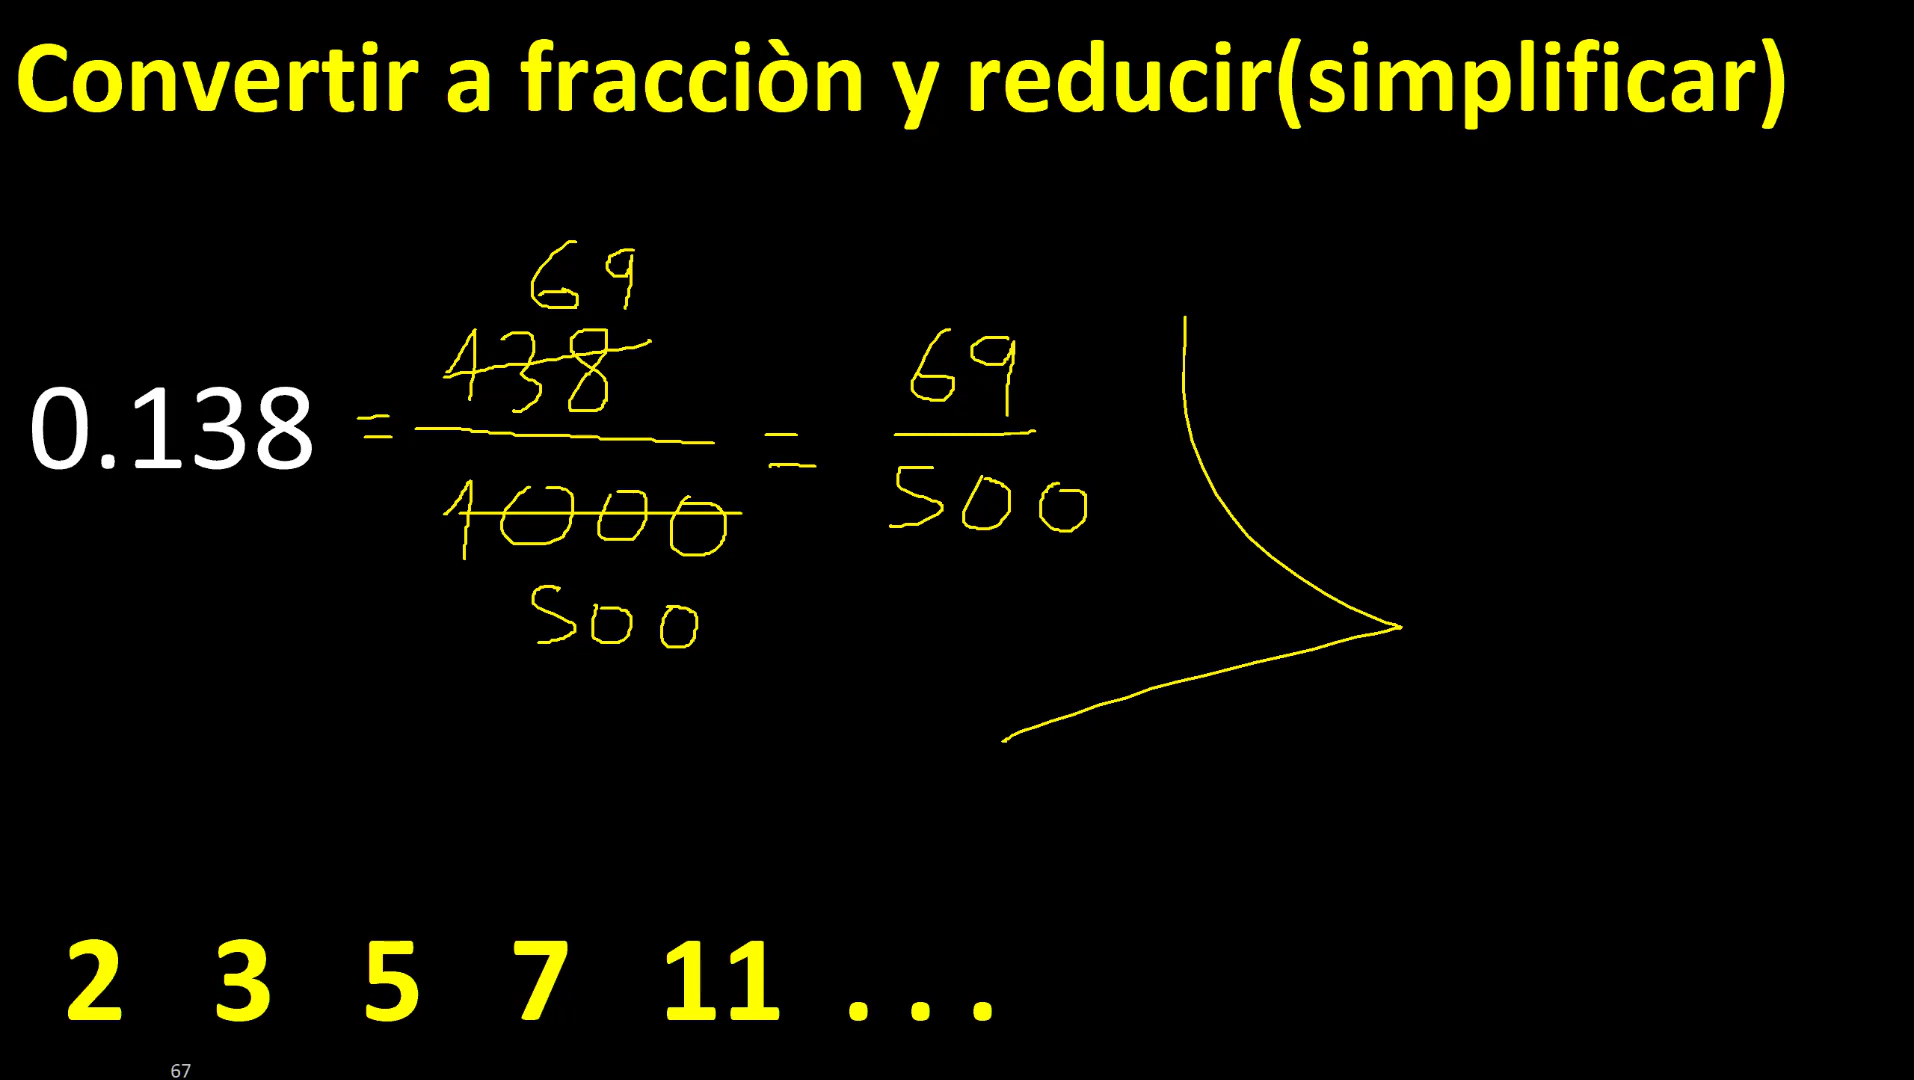 Convertir a fracciòn y reducir(simplificar)
69
0.138 = 138/1000 = 69/500
500
2 3 5 7 11 . . .
67